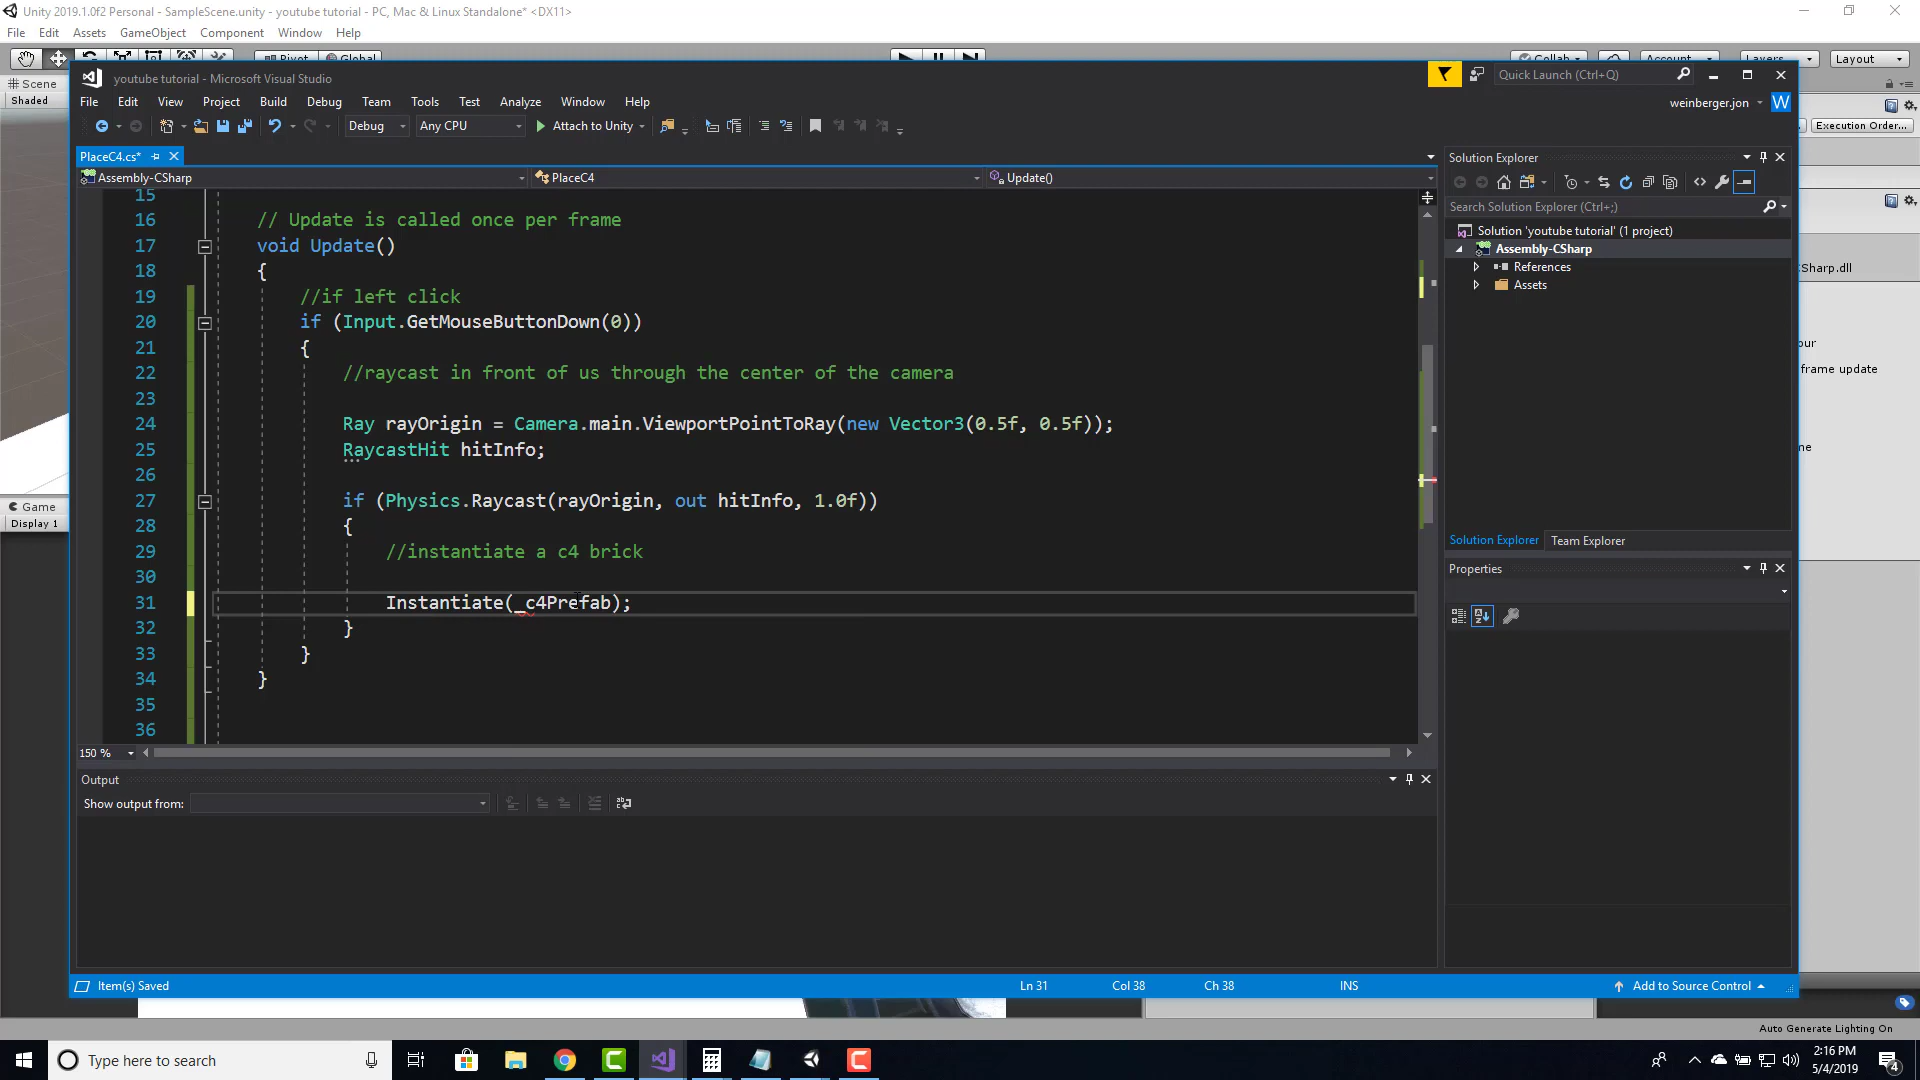 Unity 2019.1.0f2 Personal - SampleScene.unity - youtube tutorial - PC, Mac & Linux Standalone* <DX11>
File Edit Assets GameObject Component Window Help
Pivot Global Collab Account Layers Layout
Scene
Shaded
youtube tutorial - Microsoft Visual Studio
Quick Launch (Ctrl+Q)
File Edit View Project Build Debug Team Tools Test Analyze Window Help
weinberger.jon W
Debug Any CPU Attach to Unity
Execution Order...
PlaceC4.cs*
Assembly-CSharp PlaceC4 Update()
15
16 // Update is called once per frame
17 void Update()
18 {
19 //if left click
20 if (Input.GetMouseButtonDown(0))
21 {
22 //raycast in front of us through the center of the camera
23
24 Ray rayOrigin = Camera.main.ViewportPointToRay(new Vector3(0.5f, 0.5f));
25 RaycastHit hitInfo;
26
27 if (Physics.Raycast(rayOrigin, out hitInfo, 1.0f))
28 {
29 //instantiate a c4 brick
30
31 Instantiate(_c4Prefab);
32 }
33 }
34 }
35
36
150 %
Solution Explorer
Search Solution Explorer (Ctrl+;)
Solution 'youtube tutorial' (1 project)
Assembly-CSharp
References
Assets
Solution Explorer Team Explorer
Properties
CSharp.dll
our
frame update
ne
Game
Display 1
Output
Show output from:
Item(s) Saved Ln 31 Col 38 Ch 38 INS Add to Source Control
Auto Generate Lighting On
Type here to search
2:16 PM
5/4/2019
4